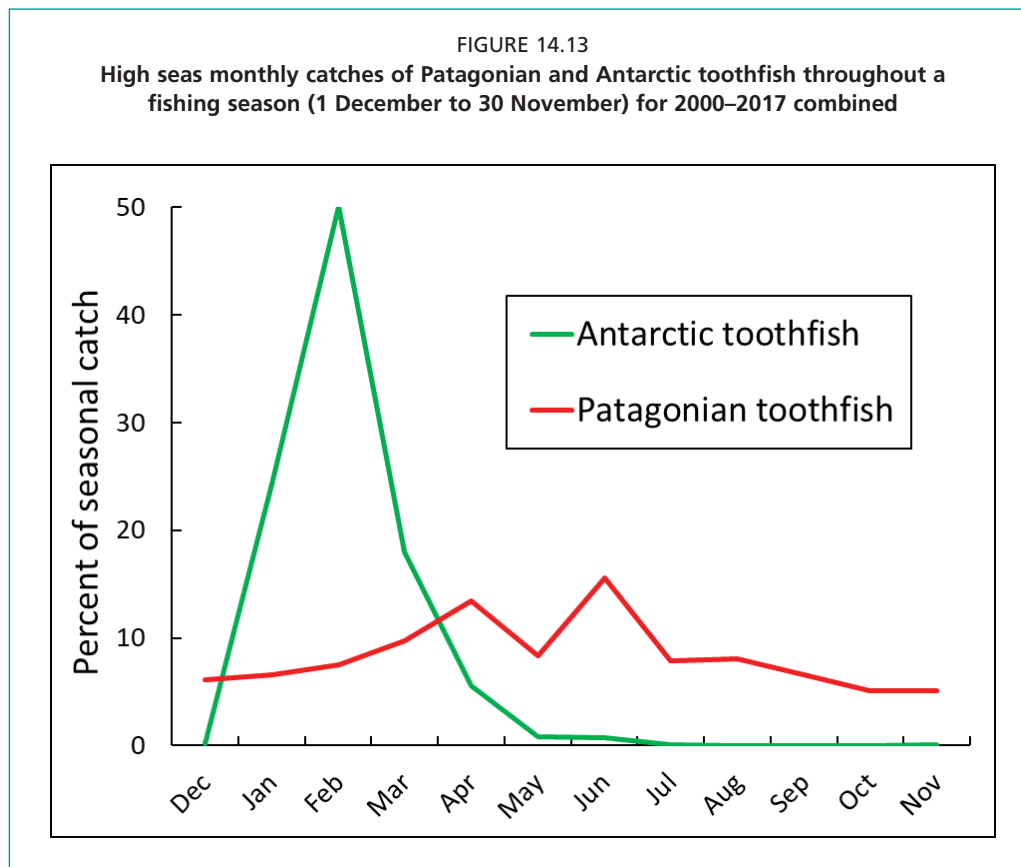 FIGURE 14.13
High seas monthly catches of Patagonian and Antarctic toothfish throughout a
fishing season (1 December to 30 November) for 2000–2017 combined
Percent of seasonal catch
50
40
30
20
10
0
Antarctic toothfish
Patagonian toothfish
Dec Jan Feb Mar Apr May Jun Jul Aug Sep Oct Nov